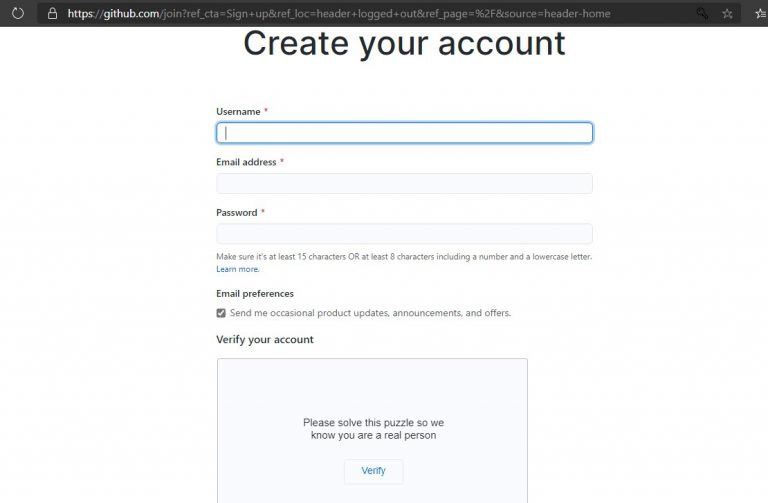 https://github.com/join?ref_cta=Sign+up&ref_loc=header+logged+out&ref_page=%2F&source=header-home
Create your account
Username *
Email address *
Password *
Make sure it's at least 15 characters OR at least 8 characters including a number and a lowercase letter.
Learn more.
Email preferences
Send me occasional product updates, announcements, and offers.
Verify your account
Please solve this puzzle so we
know you are a real person
Verify